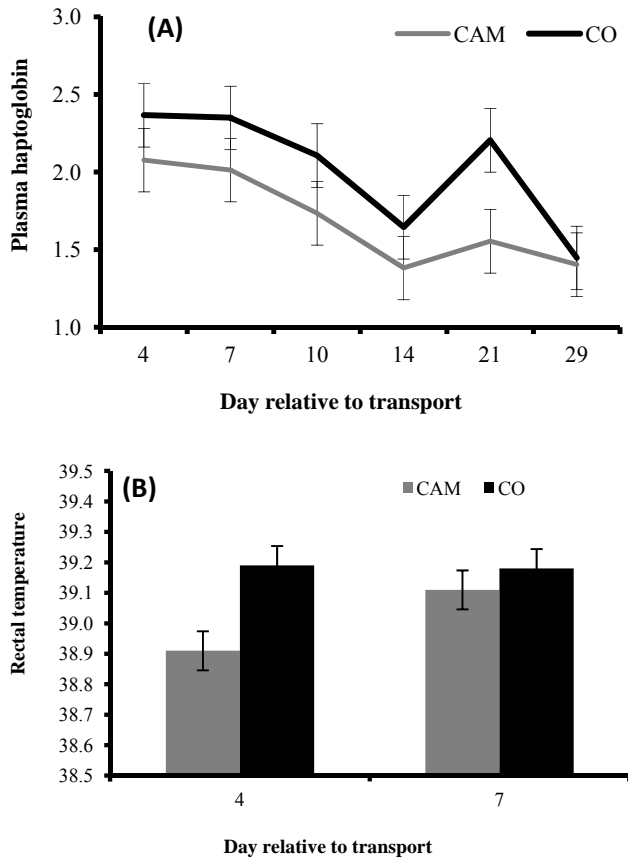 (A)
CAM CO
3.0
2.5
2.0
1.5
1.0
Plasma haptoglobin
4 7 10 14 21 29
Day relative to transport
(B)
CAM CO
39.5
39.4
39.3
39.2
39.1
39.0
38.9
38.8
38.7
38.6
38.5
Rectal temperature
4 7
Day relative to transport